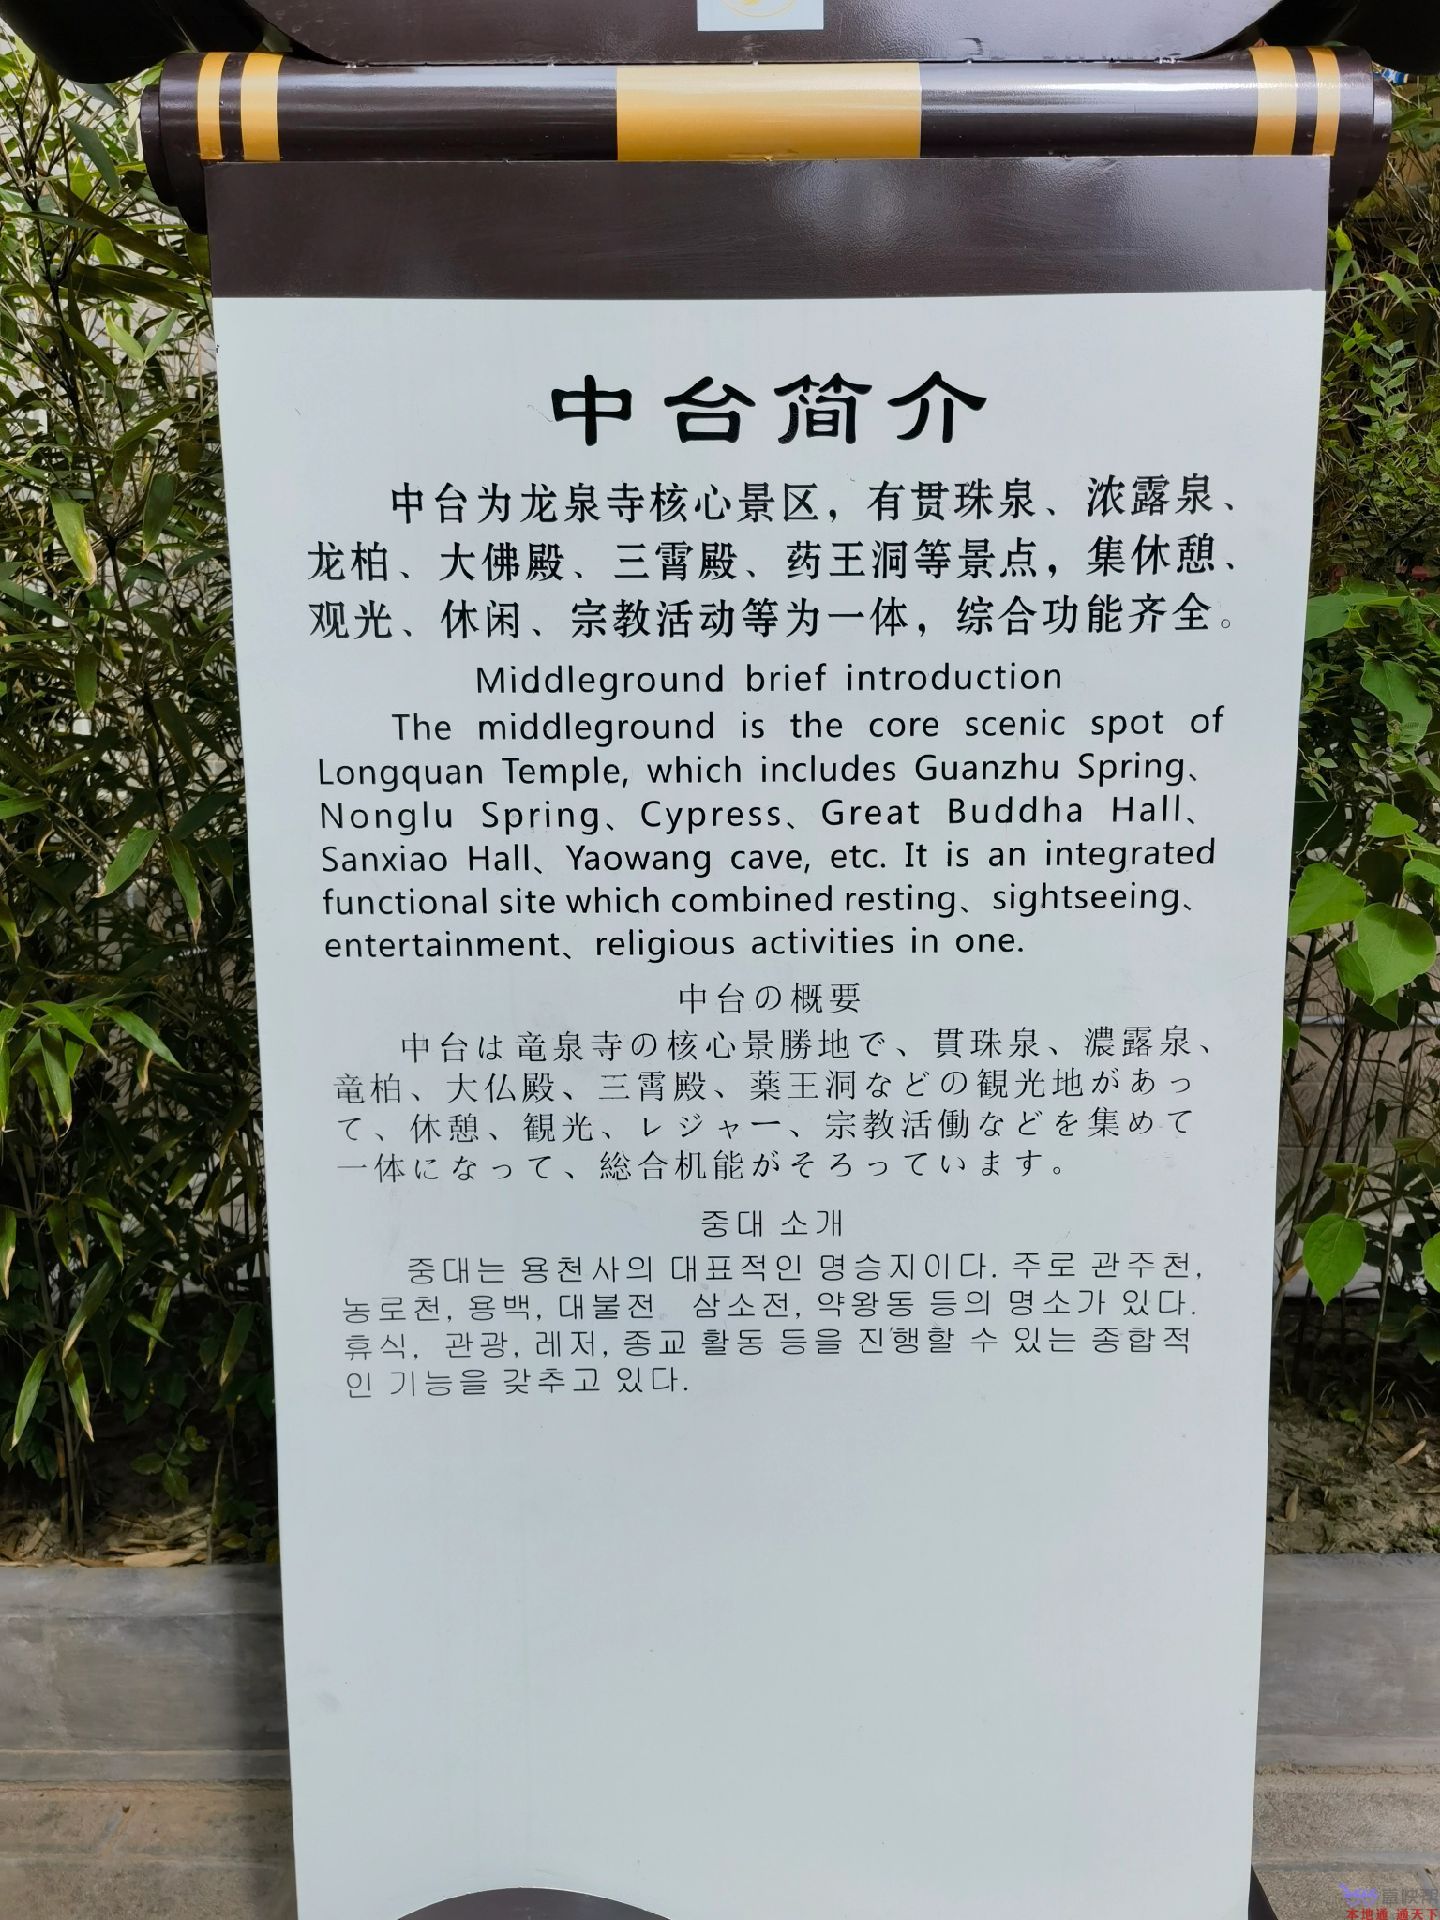 中台简介
中台为龙泉寺核心景区，有贯珠泉、浓露泉、
龙柏、大佛殿、三霄殿、药王洞等景点，集休憩、
观光、休闲、宗教活动等为一体，综合功能齐全。
Middleground brief introduction
The middleground is the core scenic spot of
Longquan Temple, which includes Guanzhu Spring、
Nonglu Spring、Cypress、Great Buddha Hall、
Sanxiao Hall、Yaowang cave, etc. It is an integrated
functional site which combined resting、sightseeing、
entertainment、religious activities in one.
中台の概要
中台は竜泉寺の核心景勝地で、貫珠泉、濃露泉、
竜柏、大仏殿、三霄殿、薬王洞などの観光地があっ
て、休憩、観光、レジャー、宗教活働などを集めて
一体になって、総合机能がそろっています。
중대 소개
중대는 용천사의 대표적인 명승지이다. 주로 관주천,
농로천, 용백, 대불전 삼소전, 약왕동 등의 명소가 있다.
휴식, 관광, 레저, 종교 활동 등을 진행할 수 있는 종합적
인 기능을 갖추고 있다.
本地通 通天下